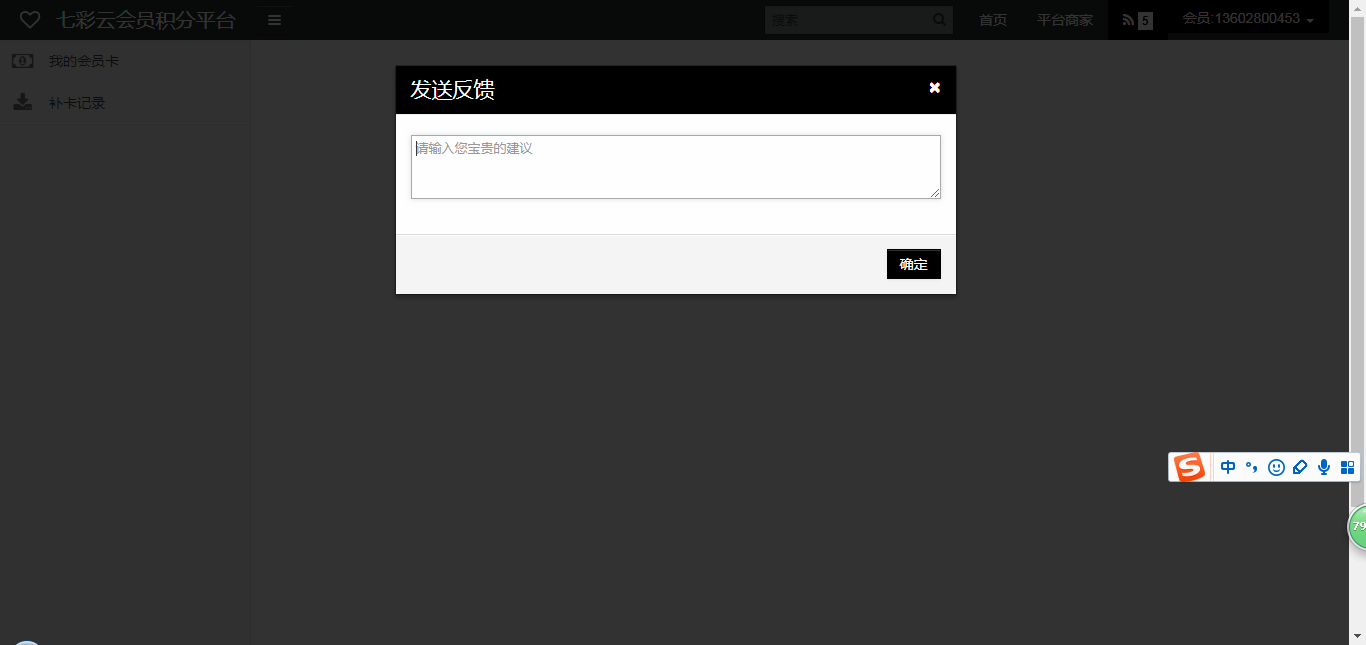 七彩云会员积分平台
搜索
首页
平台商家
5
会员:13602800453
我的会员卡
补卡记录
发送反馈
请输入您宝贵的建议
确定
中
79